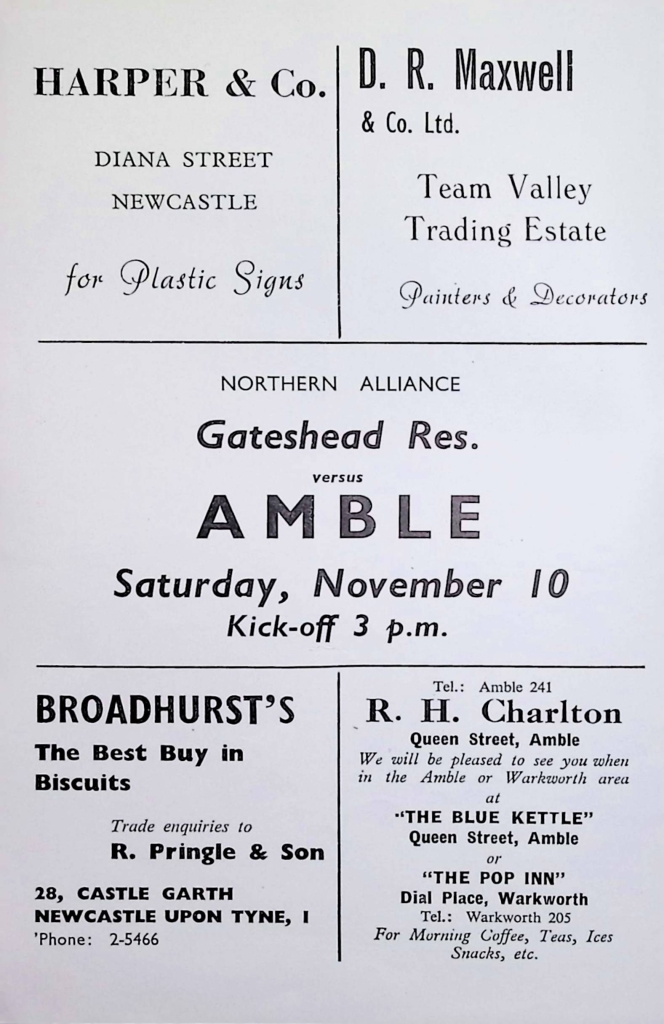 HARPER & Co.
DIANA STREET
NEWCASTLE
for Plastic Signs
D. R. Maxwell
& Co. Ltd.
Team Valley
Trading Estate
Painters & Decorators
NORTHERN ALLIANCE
Gateshead Res.
versus
AMBLE
Saturday, November 10
Kick-off 3 p.m.
BROADHURST'S
The Best Buy in
Biscuits
Trade enquiries to
R. Pringle & Son
28, CASTLE GARTH
NEWCASTLE UPON TYNE, 1
'Phone: 2-5466
Tel.: Amble 241
R. H. Charlton
Queen Street, Amble
We will be pleased to see you when
in the Amble or Warkworth area
at
"THE BLUE KETTLE"
Queen Street, Amble
or
"THE POP INN"
Dial Place, Warkworth
Tel.: Warkworth 205
For Morning Coffee, Teas, Ices
Snacks, etc.